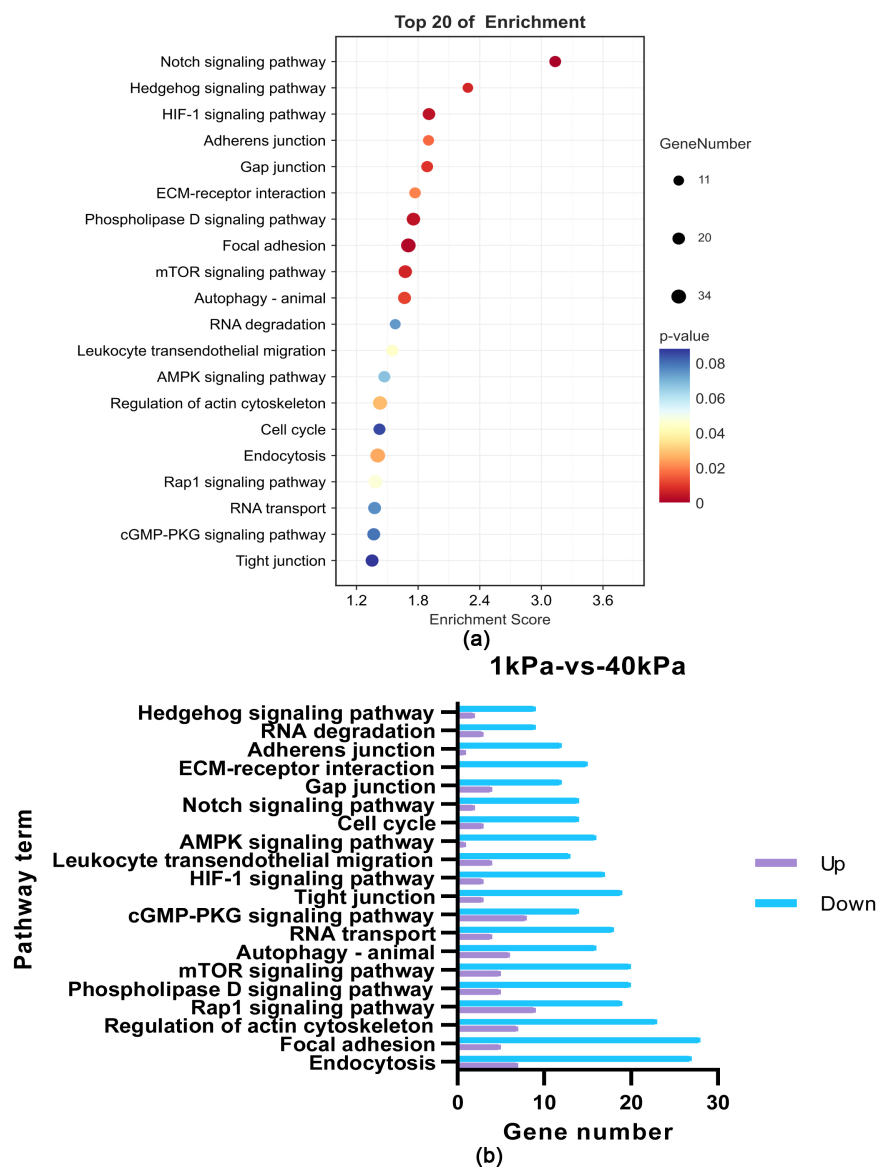 Top 20 of  Enrichment
Notch signaling pathway
Hedgehog signaling pathway
HIF-1 signaling pathway
Adherens junction
Gap junction
ECM-receptor interaction
Phospholipase D signaling pathway
Focal adhesion
mTOR signaling pathway
Autophagy - animal
RNA degradation
Leukocyte transendothelial migration
AMPK signaling pathway
Regulation of actin cytoskeleton
Cell cycle
Endocytosis
Rap1 signaling pathway
RNA transport
cGMP-PKG signaling pathway
Tight junction
1.2 1.8 2.4 3.0 3.6
Enrichment Score
GeneNumber
11
20
34
p-value
0.08
0.06
0.04
0.02
0
(a)
1kPa-vs-40kPa
Pathway term
Hedgehog signaling pathway
RNA degradation
Adherens junction
ECM-receptor interaction
Gap junction
Notch signaling pathway
Cell cycle
AMPK signaling pathway
Leukocyte transendothelial migration
HIF-1 signaling pathway
Tight junction
cGMP-PKG signaling pathway
RNA transport
Autophagy - animal
mTOR signaling pathway
Phospholipase D signaling pathway
Rap1 signaling pathway
Regulation of actin cytoskeleton
Focal adhesion
Endocytosis
0 10 20 30
Gene number
Up
Down
(b)